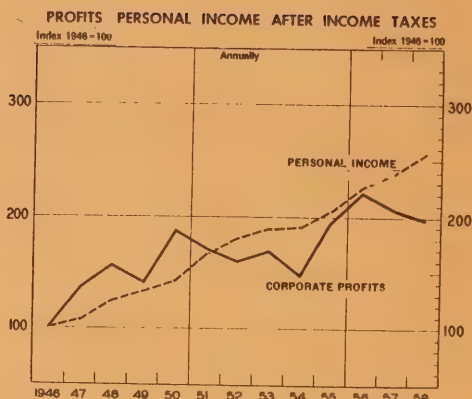 PROFITS PERSONAL INCOME AFTER INCOME TAXES
Index 1946=100 Index 1946=100
Annually
300 300
PERSONAL INCOME
200 200
CORPORATE PROFITS
100 100
1946 47 48 49 50 51 52 53 54 55 56 57 58